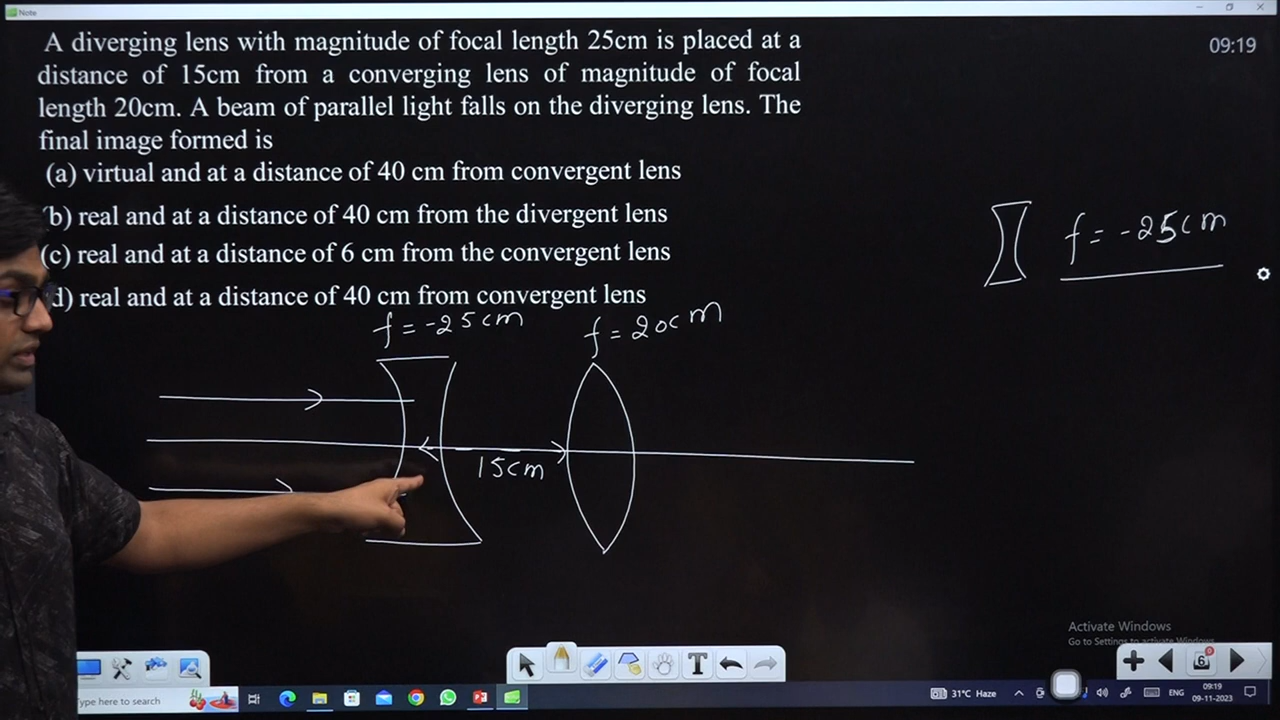 Note
09:19
A diverging lens with magnitude of focal length 25cm is placed at a
distance of 15cm from a converging lens of magnitude of focal
length 20cm. A beam of parallel light falls on the diverging lens. The
final image formed is
(a) virtual and at a distance of 40 cm from convergent lens
b) real and at a distance of 40 cm from the divergent lens
(c) real and at a distance of 6 cm from the convergent lens
d) real and at a distance of 40 cm from convergent lens
f = -25cm
f = -25cm
f = 20cm
15cm
Activate Windows
Go to Settings to activate Windows.
T
6
ype here to search
31°C Haze
ENG
09:19
09-11-2023